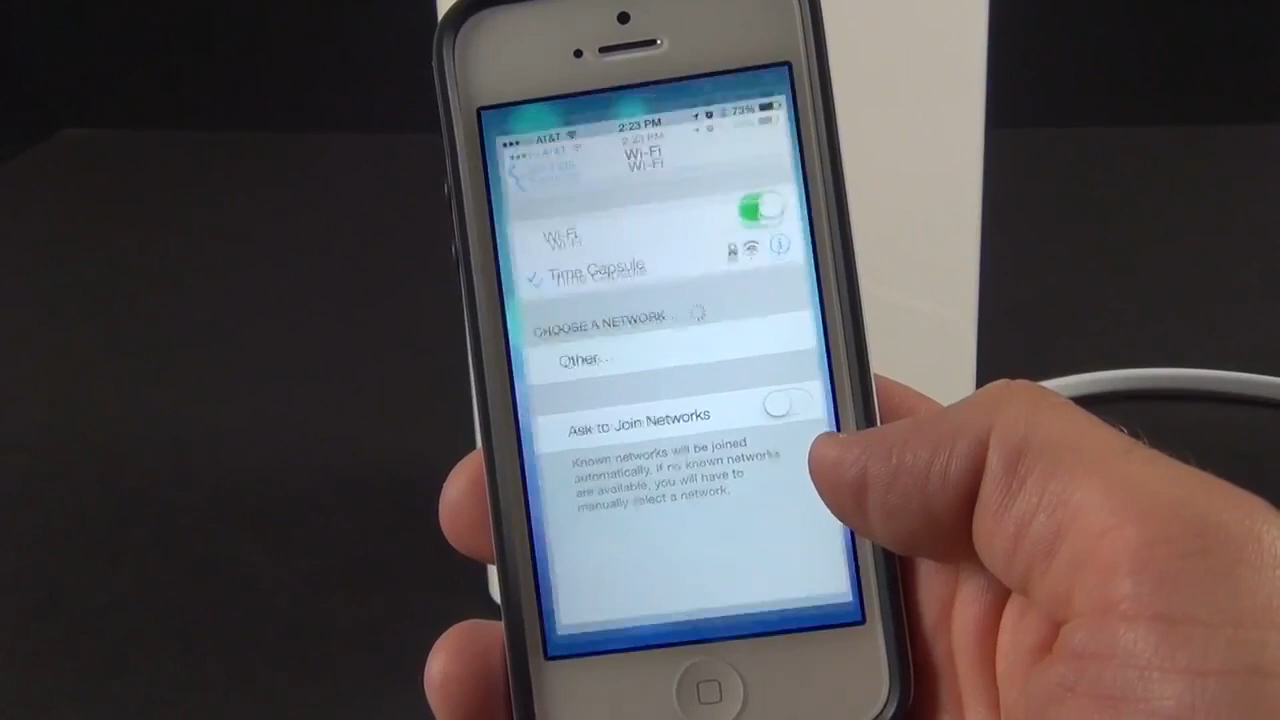 AT&T 2:23 PM 73%
Wi-Fi
Wi-Fi
Time Capsule
CHOOSE A NETWORK...
Other...
Ask to Join Networks
Known networks will be joined
automatically. If no known networks
are available, you will have to
manually select a network.